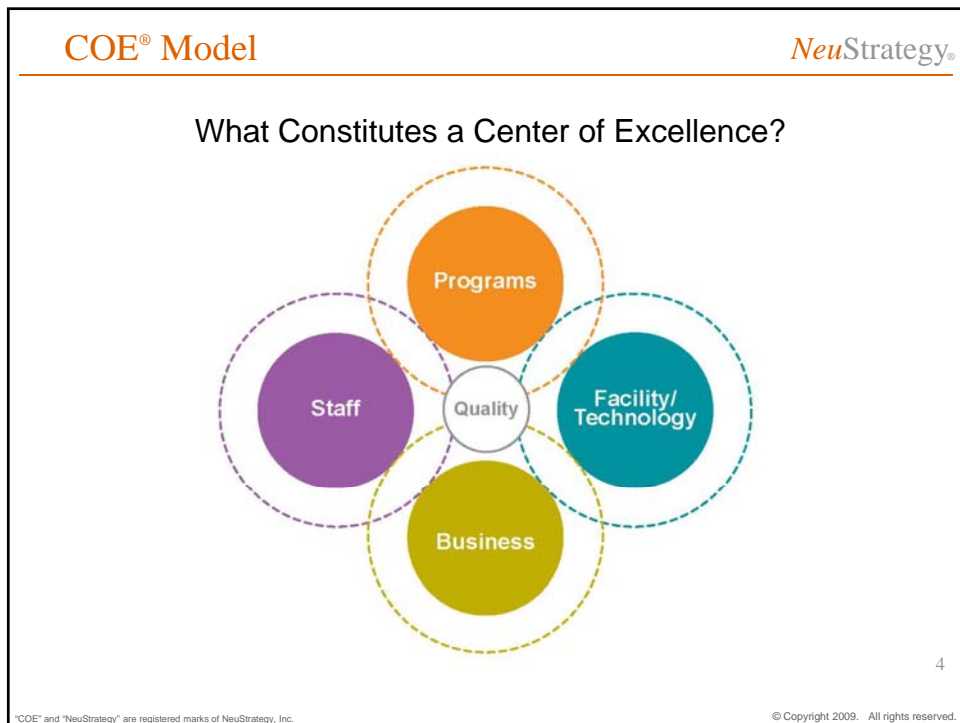 COE® Model
NeuStrategy®
What Constitutes a Center of Excellence?
Programs
Staff
Quality
Facility/
Technology
Business
4
"COE" and "NeuStrategy" are registered marks of NeuStrategy, Inc.
© Copyright 2009. All rights reserved.